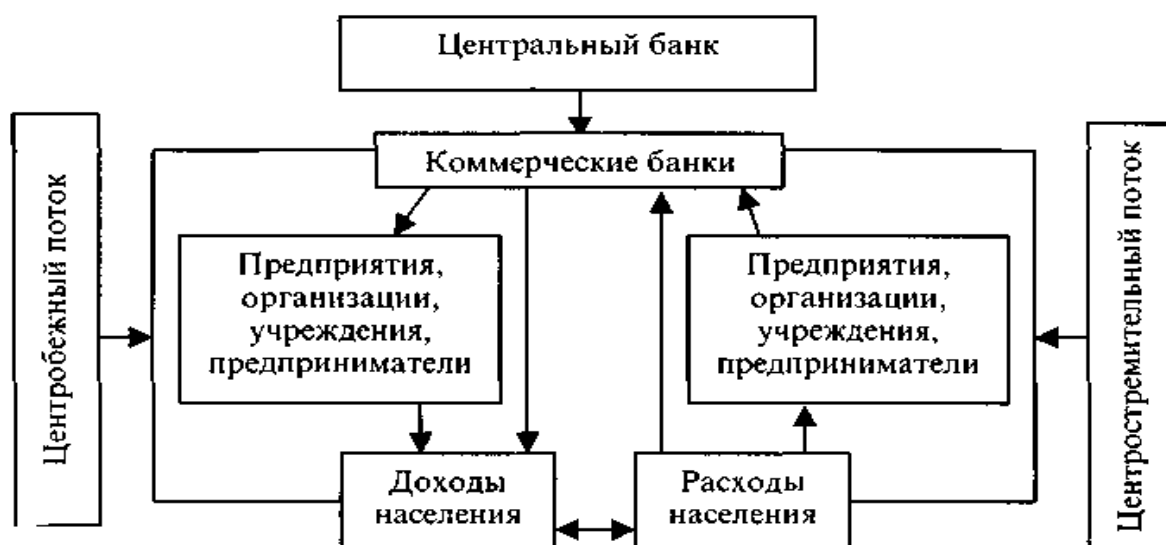 Центральный банк
Коммерческие банки
Центробежный поток
Предприятия,
организации,
учреждения,
предприниматели
Предприятия,
организации,
учреждения,
предприниматели
Центростремительный поток
Доходы
населения
Расходы
населения